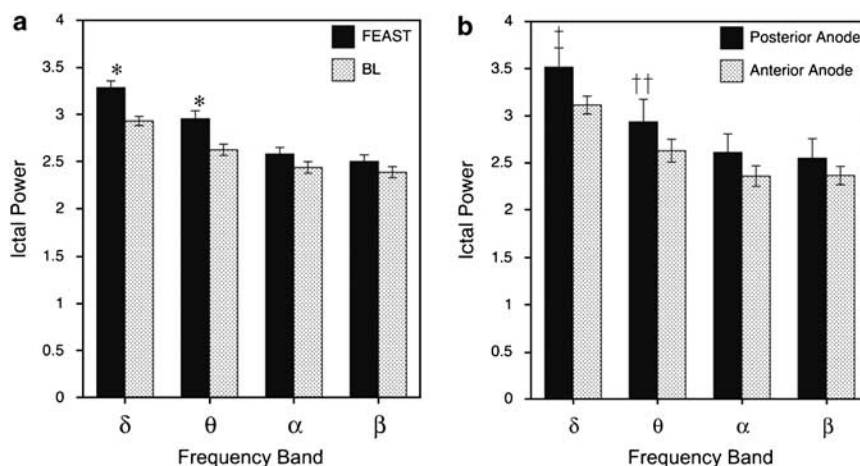 a
FEAST
BL
4
3.5
3
2.5
2
1.5
1
0.5
0
* *
δ θ α β
Ictal Power
Frequency Band
b
Posterior Anode
Anterior Anode
4
3.5
3
2.5
2
1.5
1
0.5
0
† ††
δ θ α β
Ictal Power
Frequency Band